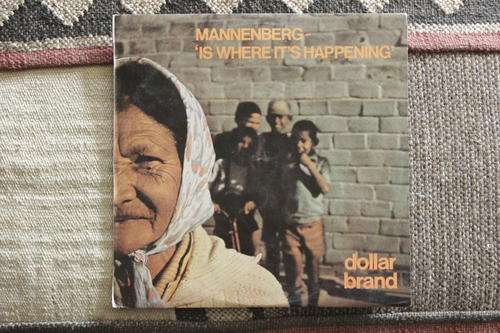 MANNENBERG-
'IS WHERE IT'S HAPPENING'
dollar
brand